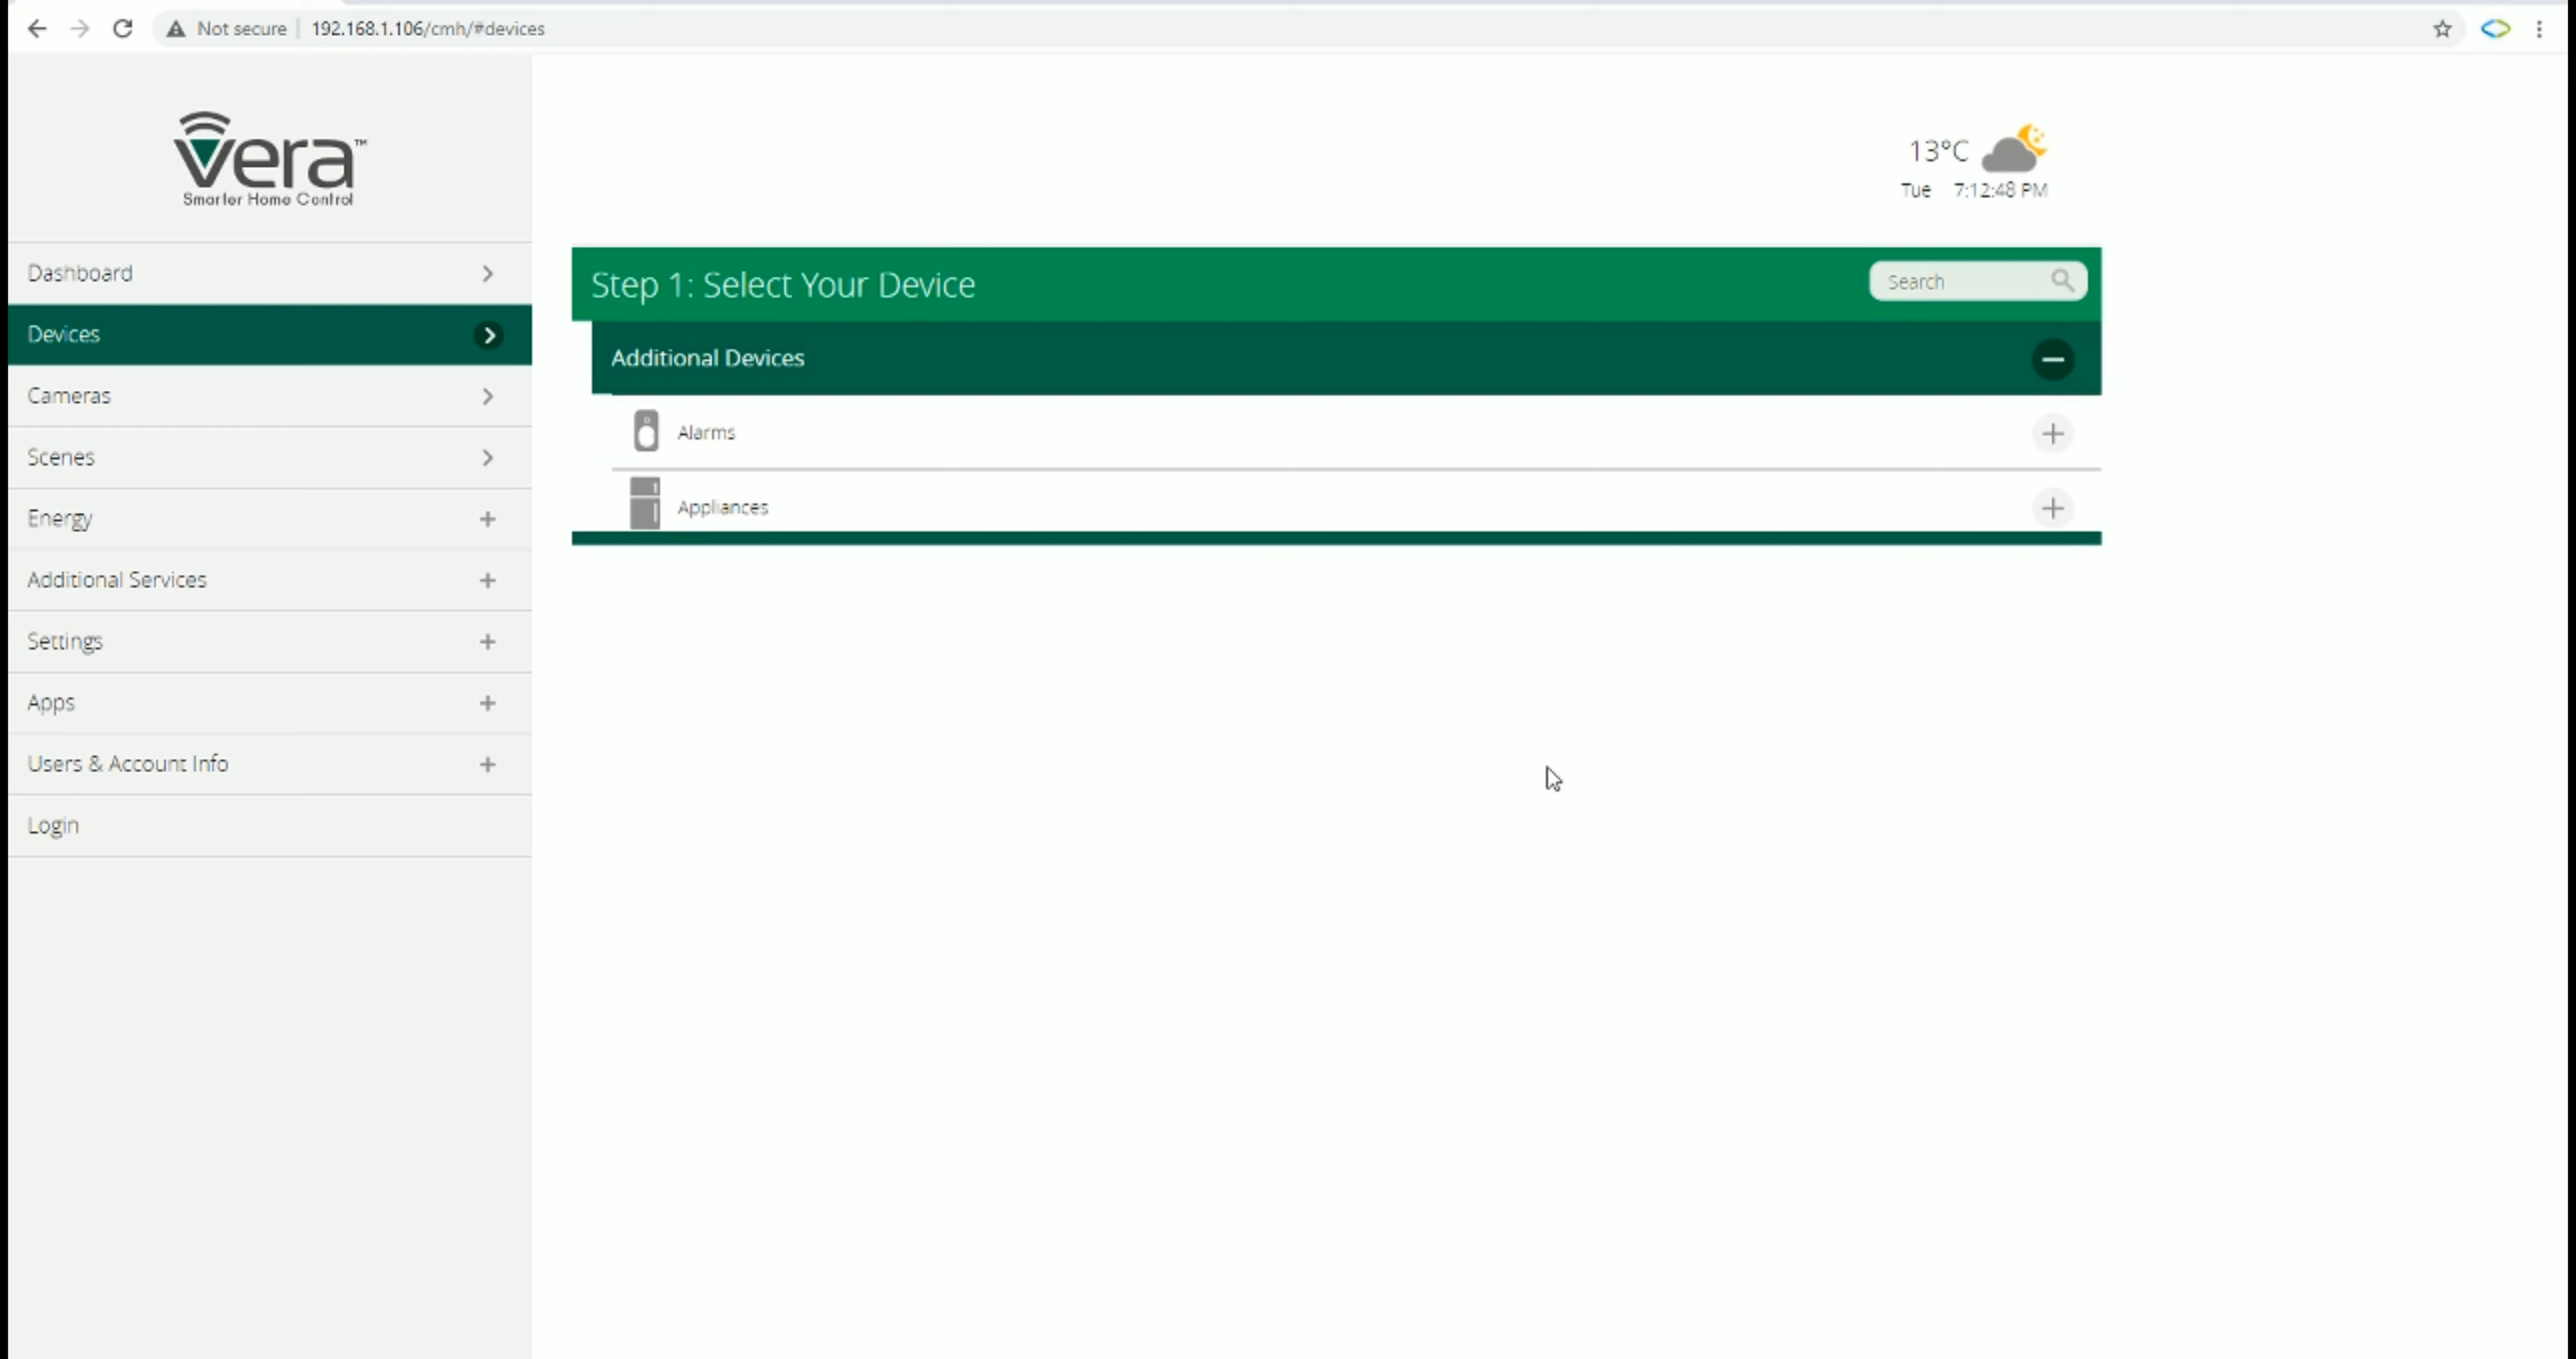 Not secure 192.168.1.106/cmh/#devices
vera™
Smarter Home Control
13°C
Tue 7:12:48 PM
Dashboard
Devices
Cameras
Scenes
Energy
Additional Services
Settings
Apps
Users & Account Info
Login
Step 1: Select Your Device
Search
Additional Devices
Alarms
Appliances